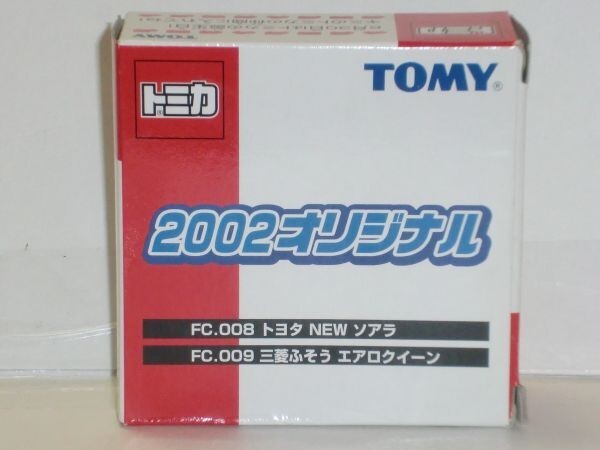 トミカ
TOMY®
2002オリジナル
FC.008 トヨタ NEW ソアラ
FC.009 三菱ふそう エアロクイーン